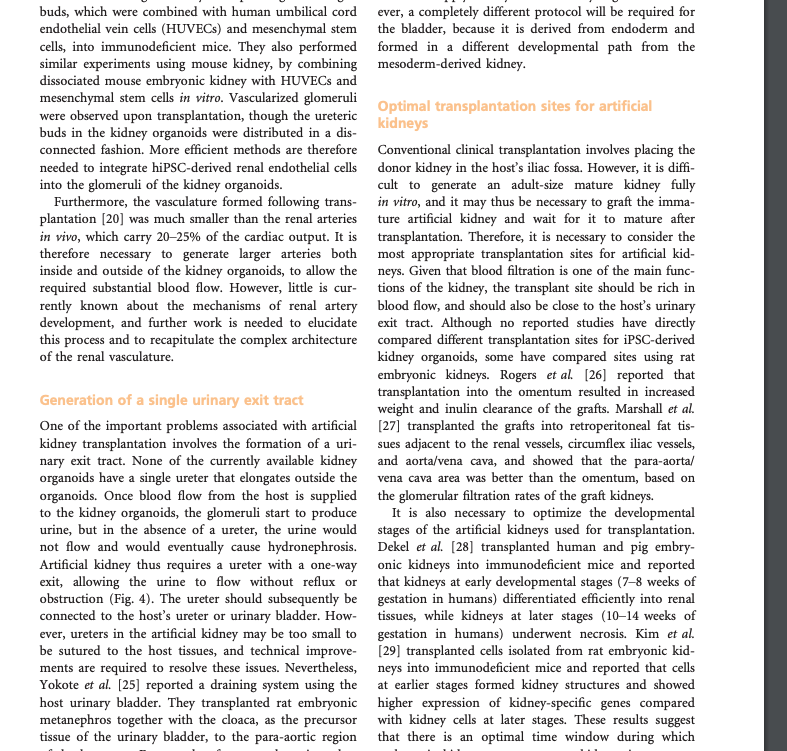 buds, which were combined with human umbilical cord
endothelial vein cells (HUVECs) and mesenchymal stem
cells, into immunodeficient mice. They also performed
similar experiments using mouse kidney, by combining
dissociated mouse embryonic kidney with HUVECs and
mesenchymal stem cells in vitro. Vascularized glomeruli
were observed upon transplantation, though the ureteric
buds in the kidney organoids were distributed in a dis-
connected fashion. More efficient methods are therefore
needed to integrate hiPSC-derived renal endothelial cells
into the glomeruli of the kidney organoids.
Furthermore, the vasculature formed following trans-
plantation [20] was much smaller than the renal arteries
in vivo, which carry 20–25% of the cardiac output. It is
therefore necessary to generate larger arteries both
inside and outside of the kidney organoids, to allow the
required substantial blood flow. However, little is cur-
rently known about the mechanisms of renal artery
development, and further work is needed to elucidate
this process and to recapitulate the complex architecture
of the renal vasculature.
Generation of a single urinary exit tract
One of the important problems associated with artificial
kidney transplantation involves the formation of a uri-
nary exit tract. None of the currently available kidney
organoids have a single ureter that elongates outside the
organoids. Once blood flow from the host is supplied
to the kidney organoids, the glomeruli start to produce
urine, but in the absence of a ureter, the urine would
not flow and would eventually cause hydronephrosis.
Artificial kidney thus requires a ureter with a one-way
exit, allowing the urine to flow without reflux or
obstruction (Fig. 4). The ureter should subsequently be
connected to the host's ureter or urinary bladder. How-
ever, ureters in the artificial kidney may be too small to
be sutured to the host tissues, and technical improve-
ments are required to resolve these issues. Nevertheless,
Yokote et al. [25] reported a draining system using the
host urinary bladder. They transplanted rat embryonic
metanephros together with the cloaca, as the precursor
tissue of the urinary bladder, to the para-aortic region
ever, a completely different protocol will be required for
the bladder, because it is derived from endoderm and
formed in a different developmental path from the
mesoderm-derived kidney.
Optimal transplantation sites for artificial
kidneys
Conventional clinical transplantation involves placing the
donor kidney in the host's iliac fossa. However, it is diffi-
cult to generate an adult-size mature kidney fully
in vitro, and it may thus be necessary to graft the imma-
ture artificial kidney and wait for it to mature after
transplantation. Therefore, it is necessary to consider the
most appropriate transplantation sites for artificial kid-
neys. Given that blood filtration is one of the main func-
tions of the kidney, the transplant site should be rich in
blood flow, and should also be close to the host's urinary
exit tract. Although no reported studies have directly
compared different transplantation sites for iPSC-derived
kidney organoids, some have compared sites using rat
embryonic kidneys. Rogers et al. [26] reported that
transplantation into the omentum resulted in increased
weight and inulin clearance of the grafts. Marshall et al.
[27] transplanted the grafts into retroperitoneal fat tis-
sues adjacent to the renal vessels, circumflex iliac vessels,
and aorta/vena cava, and showed that the para-aorta/
vena cava area was better than the omentum, based on
the glomerular filtration rates of the graft kidneys.
It is also necessary to optimize the developmental
stages of the artificial kidneys used for transplantation.
Dekel et al. [28] transplanted human and pig embry-
onic kidneys into immunodeficient mice and reported
that kidneys at early developmental stages (7–8 weeks of
gestation in humans) differentiated efficiently into renal
tissues, while kidneys at later stages (10–14 weeks of
gestation in humans) underwent necrosis. Kim et al.
[29] transplanted cells isolated from rat embryonic kid-
neys into immunodeficient mice and reported that cells
at earlier stages formed kidney structures and showed
higher expression of kidney-specific genes compared
with kidney cells at later stages. These results suggest
that there is an optimal time window during which